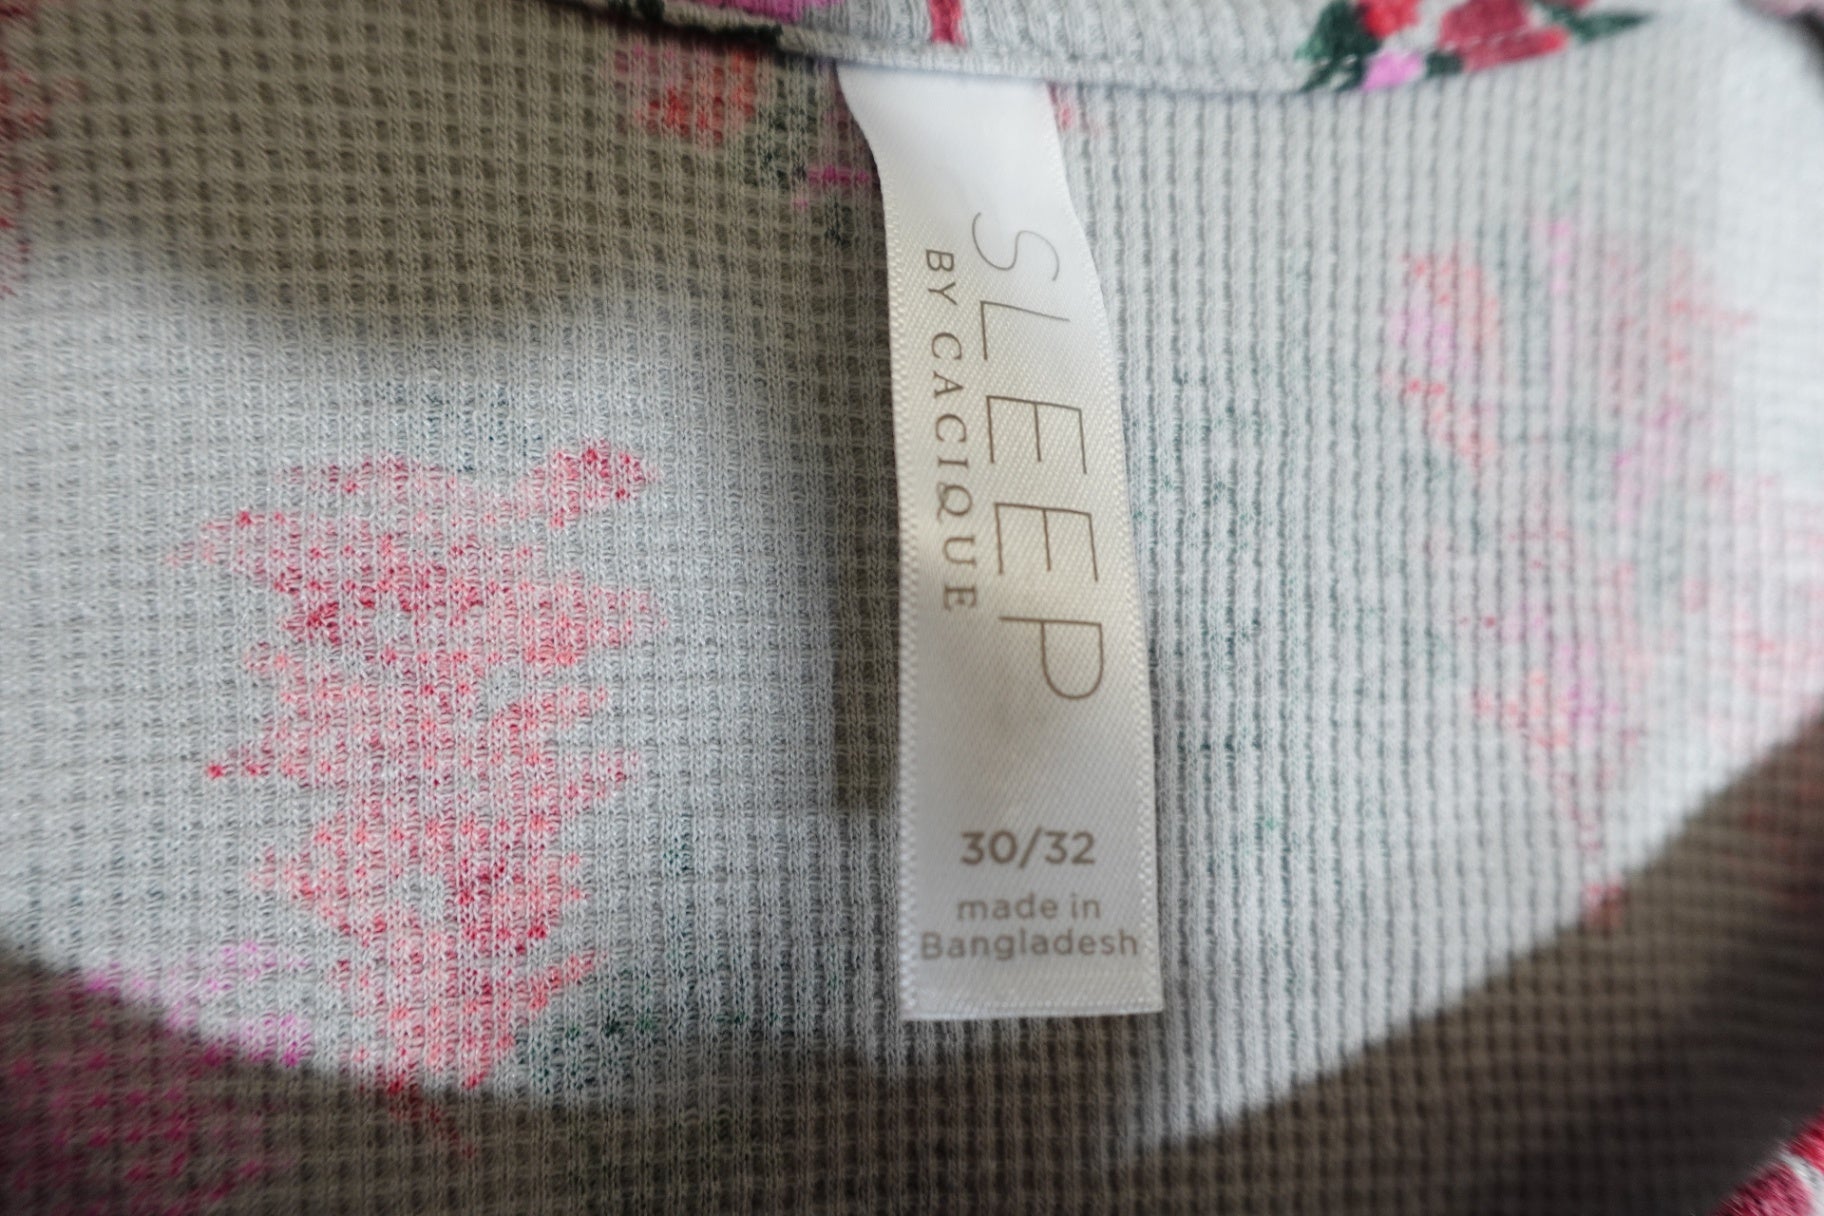 SLEEP
BY CACIQUE
30/32
made in
Bangladesh